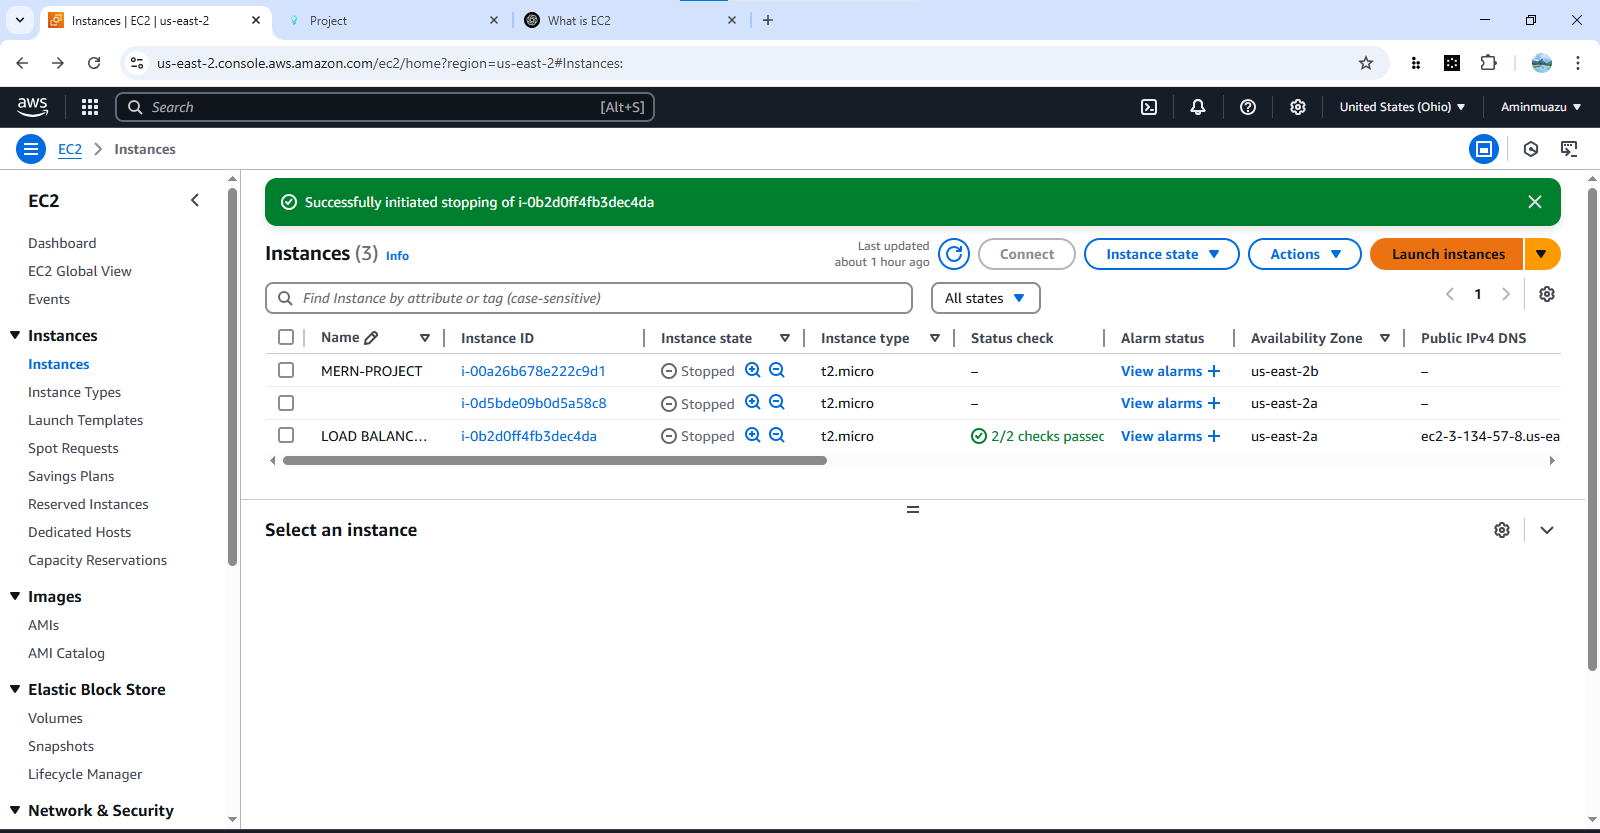 Instances | EC2 | us-east-2
Project
What is EC2
us-east-2.console.aws.amazon.com/ec2/home?region=us-east-2#Instances:
aws
Search
[Alt+S]
United States (Ohio)
Aminmuazu
EC2
Instances
EC2
Dashboard
EC2 Global View
Events
Instances
Instances
Instance Types
Launch Templates
Spot Requests
Savings Plans
Reserved Instances
Dedicated Hosts
Capacity Reservations
Images
AMIs
AMI Catalog
Elastic Block Store
Volumes
Snapshots
Lifecycle Manager
Network & Security
Successfully initiated stopping of i-0b2d0ff4fb3dec4da
Instances (3) Info
Last updated
about 1 hour ago
Connect
Instance state
Actions
Launch instances
Find Instance by attribute or tag (case-sensitive)
All states
1
Name Instance ID Instance state Instance type Status check Alarm status Availability Zone Public IPv4 DNS
MERN-PROJECT i-00a26b678e222c9d1 Stopped t2.micro – View alarms + us-east-2b –
i-0d5bde09b0d5a58c8 Stopped t2.micro – View alarms + us-east-2a –
LOAD BALANC... i-0b2d0ff4fb3dec4da Stopped t2.micro 2/2 checks passec View alarms + us-east-2a ec2-3-134-57-8.us-ea
Select an instance